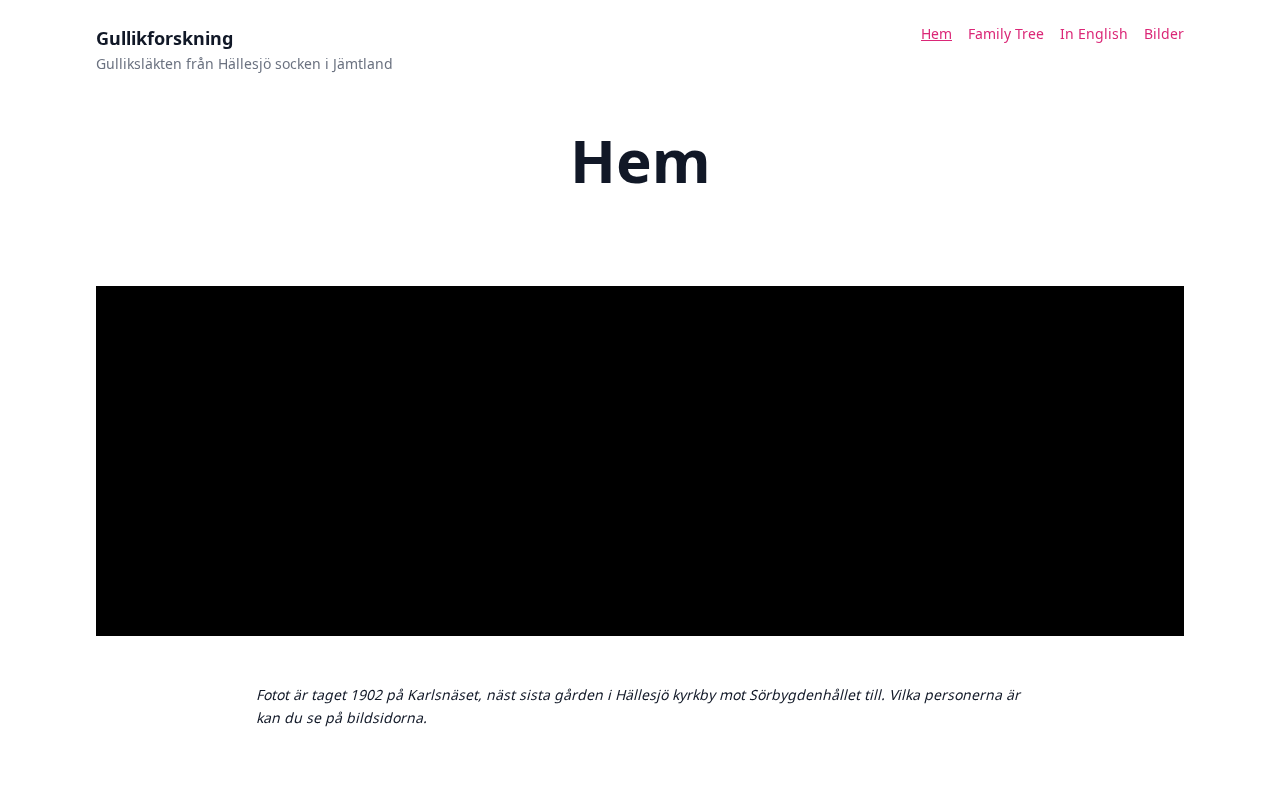 Gullikforskning
Gulliksläkten från Hällesjö socken i Jämtland
Hem Family Tree In English Bilder
Hem
Fotot är taget 1902 på Karlsnäset, näst sista gården i Hällesjö kyrkby mot Sörbygdenhållet till. Vilka personerna är
kan du se på bildsidorna.